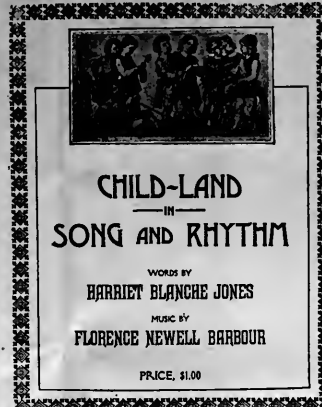 CHILD-LAND
IN
SONG AND RHYTHM
WORDS BY
HARRIET BLANCHE JONES
MUSIC BY
FLORENCE NEWELL BARBOUR
PRICE, $1.00